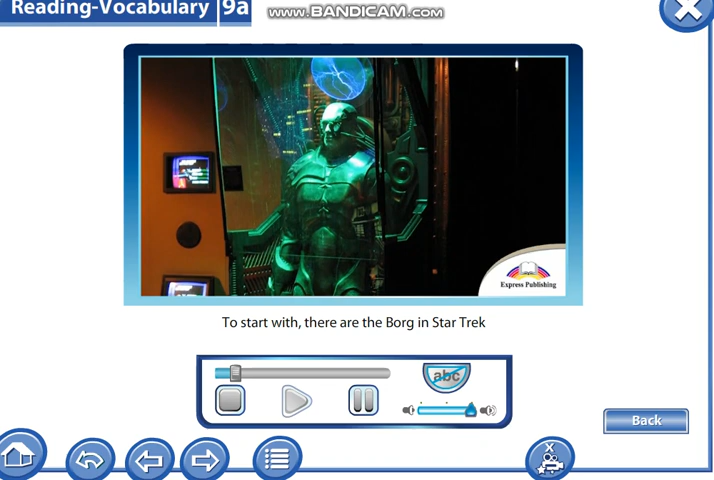 Reading-Vocabulary 9a
www.BANDICAM.com
Express Publishing
To start with, there are the Borg in Star Trek
abc
Back
X